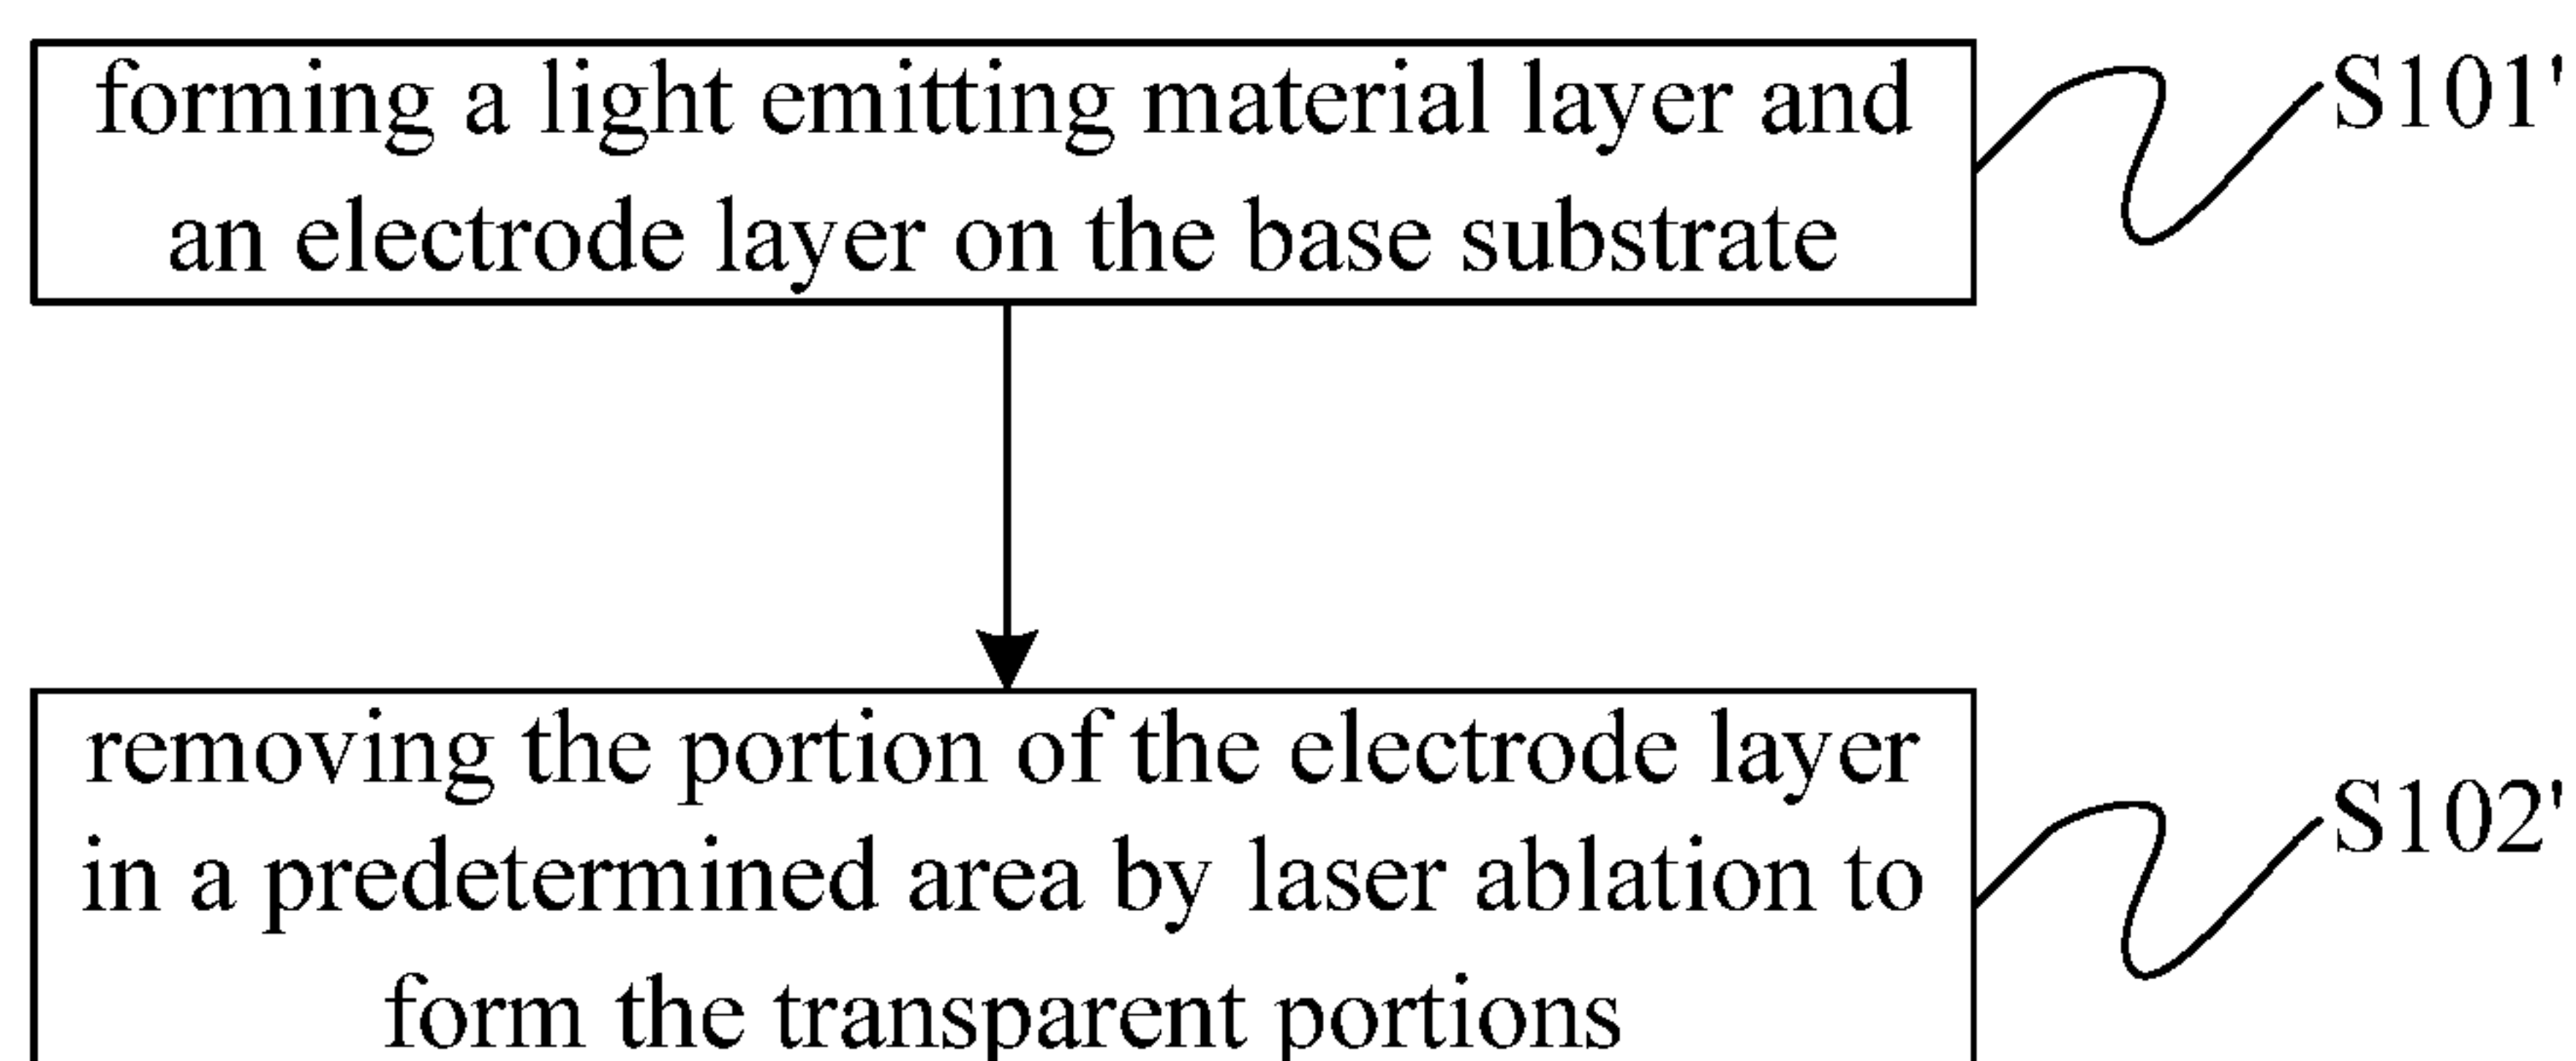 forming a light emitting material layer and
an electrode layer on the base substrate
S101'
removing the portion of the electrode layer
in a predetermined area by laser ablation to
form the transparent portions
S102'